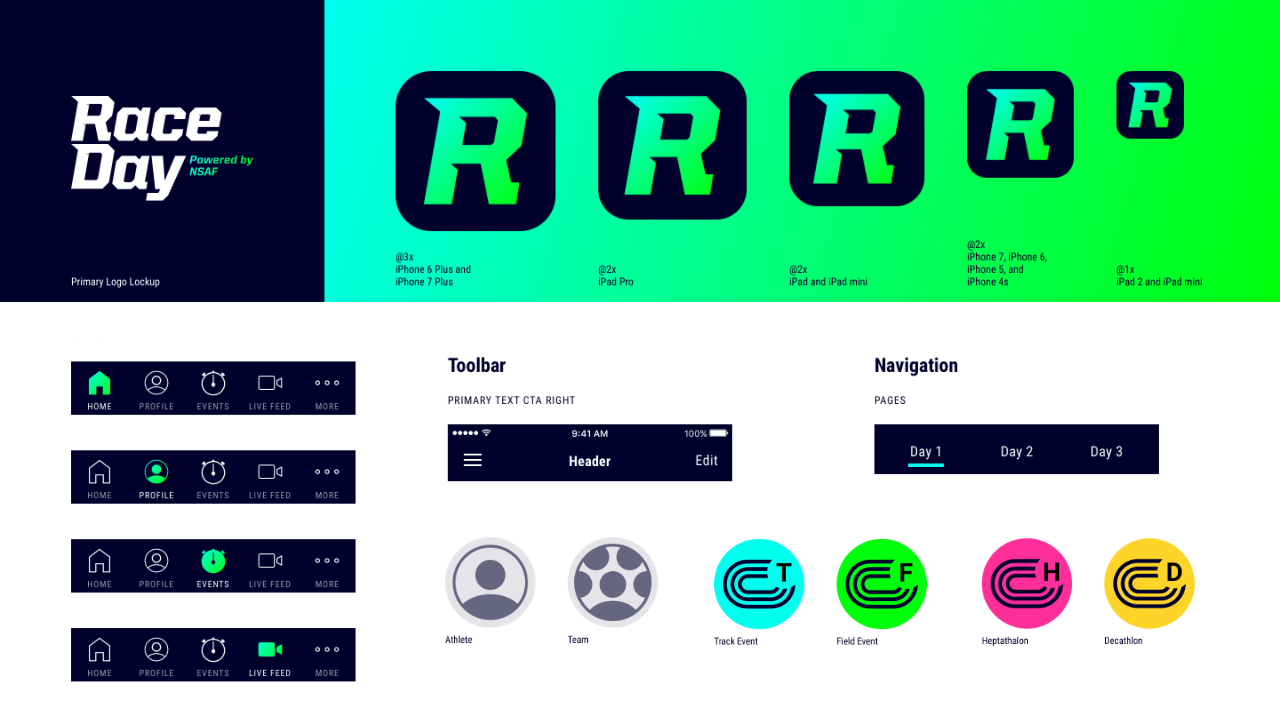 Race
Day
Powered by
NSAF
Primary Logo Lockup
R
R
R
R
R
@3x
iPhone 6 Plus and
iPhone 7 Plus
@2x
iPad Pro
@2x
iPad and iPad mini
@2x
iPhone 7, iPhone 6,
iPhone 5, and
iPhone 4s
@1x
iPad 2 and iPad mini
HOME PROFILE EVENTS LIVE FEED MORE
HOME PROFILE EVENTS LIVE FEED MORE
HOME PROFILE EVENTS LIVE FEED MORE
HOME PROFILE EVENTS LIVE FEED MORE
Toolbar
PRIMARY TEXT CTA RIGHT
9:41 AM 100%
Header Edit
Navigation
PAGES
Day 1 Day 2 Day 3
T F H D
Athlete Team Track Event Field Event Heptathalon Decathlon